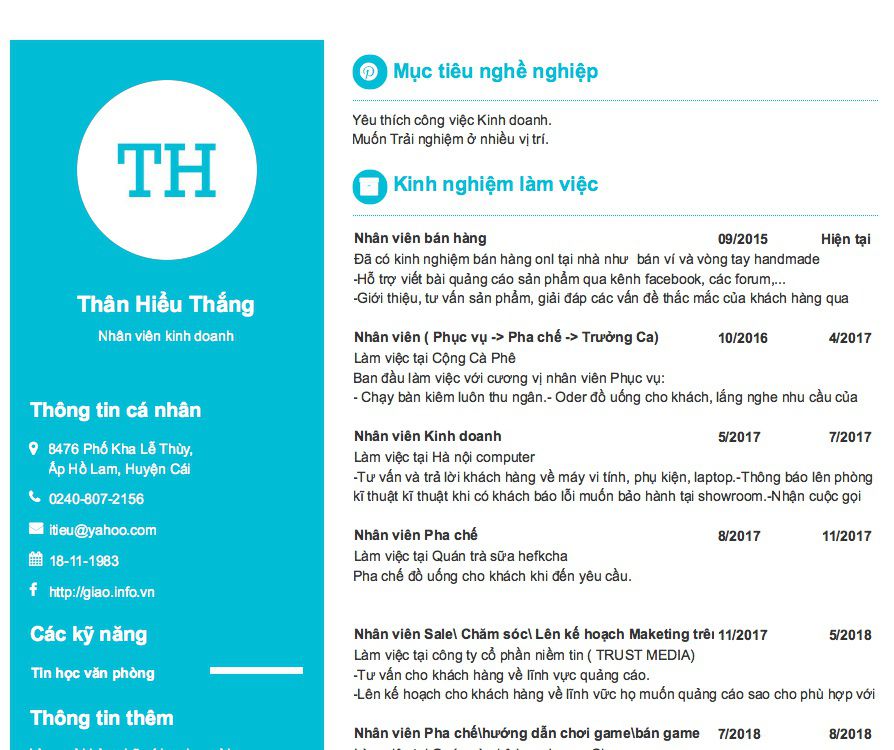 TH
Thân Hiểu Thắng
Nhân viên kinh doanh
Thông tin cá nhân
8476 Phố Kha Lễ Thùy,
Ấp Hồ Lam, Huyện Cái
0240-807-2156
itieu@yahoo.com
18-11-1983
http://giao.info.vn
Các kỹ năng
Tin học văn phòng
Thông tin thêm
Mục tiêu nghề nghiệp
Yêu thích công việc Kinh doanh.
Muốn Trải nghiệm ở nhiều vị trí.
Kinh nghiệm làm việc
Nhân viên bán hàng 09/2015 Hiện tại
Đã có kinh nghiệm bán hàng onl tại nhà như bán ví và vòng tay handmade
-Hỗ trợ viết bài quảng cáo sản phẩm qua kênh facebook, các forum,...
-Giới thiệu, tư vấn sản phẩm, giải đáp các vấn đề thắc mắc của khách hàng qua
Nhân viên ( Phục vụ -> Pha chế -> Trưởng Ca) 10/2016 4/2017
Làm việc tại Cộng Cà Phê
Ban đầu làm việc với cương vị nhân viên Phục vụ:
- Chạy bàn kiêm luôn thu ngân.- Oder đồ uống cho khách, lắng nghe nhu cầu của
Nhân viên Kinh doanh 5/2017 7/2017
Làm việc tại Hà nội computer
-Tư vấn và trả lời khách hàng về máy vi tính, phụ kiện, laptop.-Thông báo lên phòng
kĩ thuật kĩ thuật khi có khách báo lỗi muốn bảo hành tại showroom.-Nhận cuộc gọi
Nhân viên Pha chế 8/2017 11/2017
Làm việc tại Quán trà sữa hefkcha
Pha chế đồ uống cho khách khi đến yêu cầu.
Nhân viên Sale\ Chăm sóc\ Lên kế hoạch Maketing trên 11/2017 5/2018
Làm việc tại công ty cổ phần niềm tin ( TRUST MEDIA)
-Tư vấn cho khách hàng về lĩnh vực quảng cáo.
-Lên kế hoạch cho khách hàng về lĩnh vức họ muốn quảng cáo sao cho phù hợp với
Nhân viên Pha chế\hướng dẫn chơi game\bán game 7/2018 8/2018